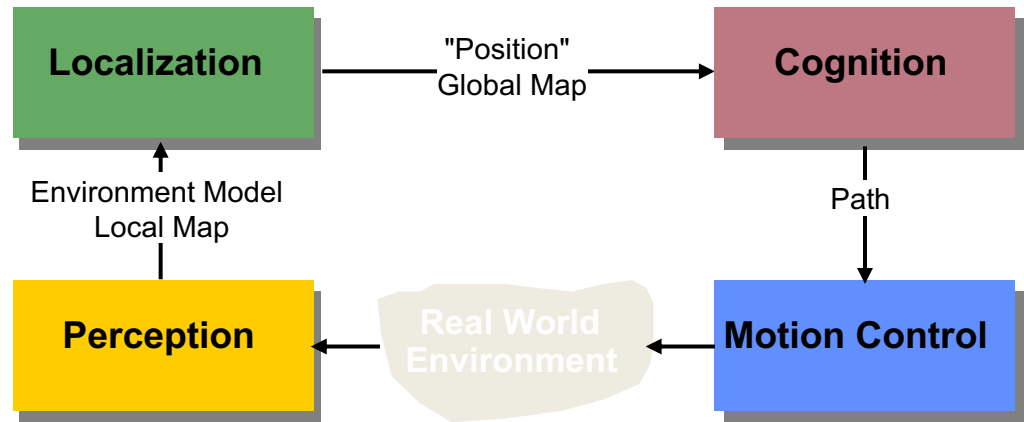 Localization
"Position"
Global Map
Cognition
Environment Model
Local Map
Path
Perception
Real World
Environment
Motion Control